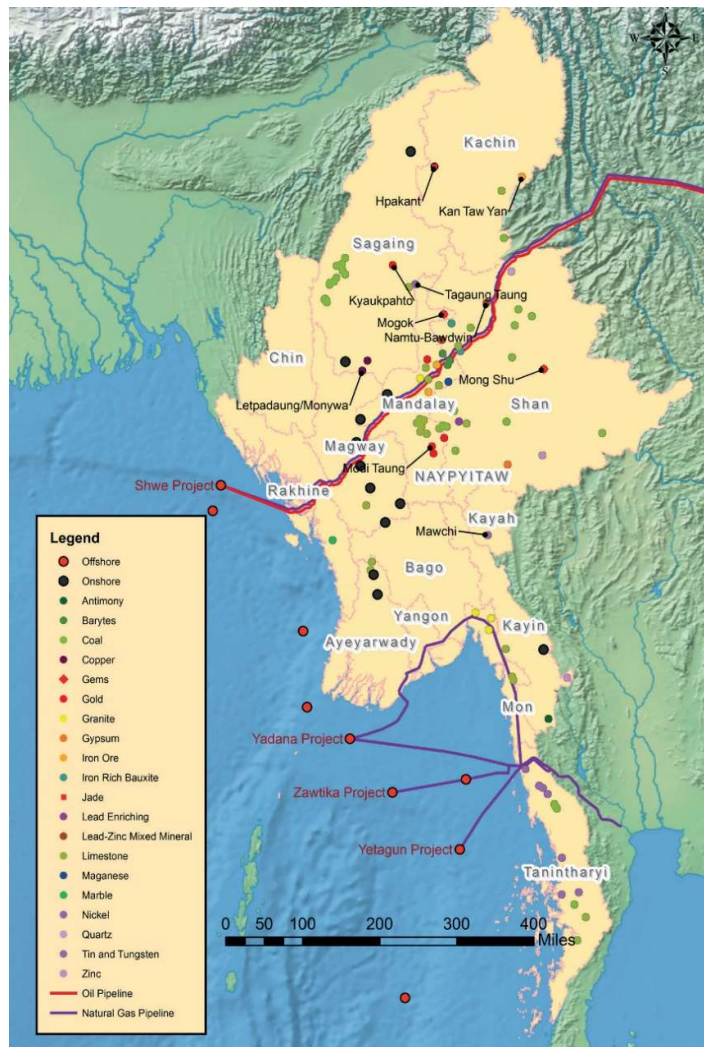 N
W
E
S
Kachin
Hpakant
Kan Taw Yan
Sagaing
Kyaukpahto
Tagaung Taung
Mogok
Namtu-Bawdwin
Chin
Letpadaung/Monywa
Mong Shu
Mandalay
Shan
Magway
Modi Taung
NAYPYITAW
Shwe Project
Rakhine
Kayah
Mawchi
Bago
Yangon
Kayin
Ayeyarwady
Mon
Yadana Project
Zawtika Project
Yetagun Project
Tanintharyi
0 100 200 300 400
Miles
Legend
Offshore
Onshore
Antimony
Barytes
Coal
Copper
Gems
Gold
Granite
Gypsum
Iron Ore
Iron Rich Bauxite
Jade
Lead Enriching
Lead-Zinc Mixed Mineral
Limestone
Maganese
Marble
Nickel
Quartz
Tin and Tungsten
Zinc
Oil Pipeline
Natural Gas Pipeline